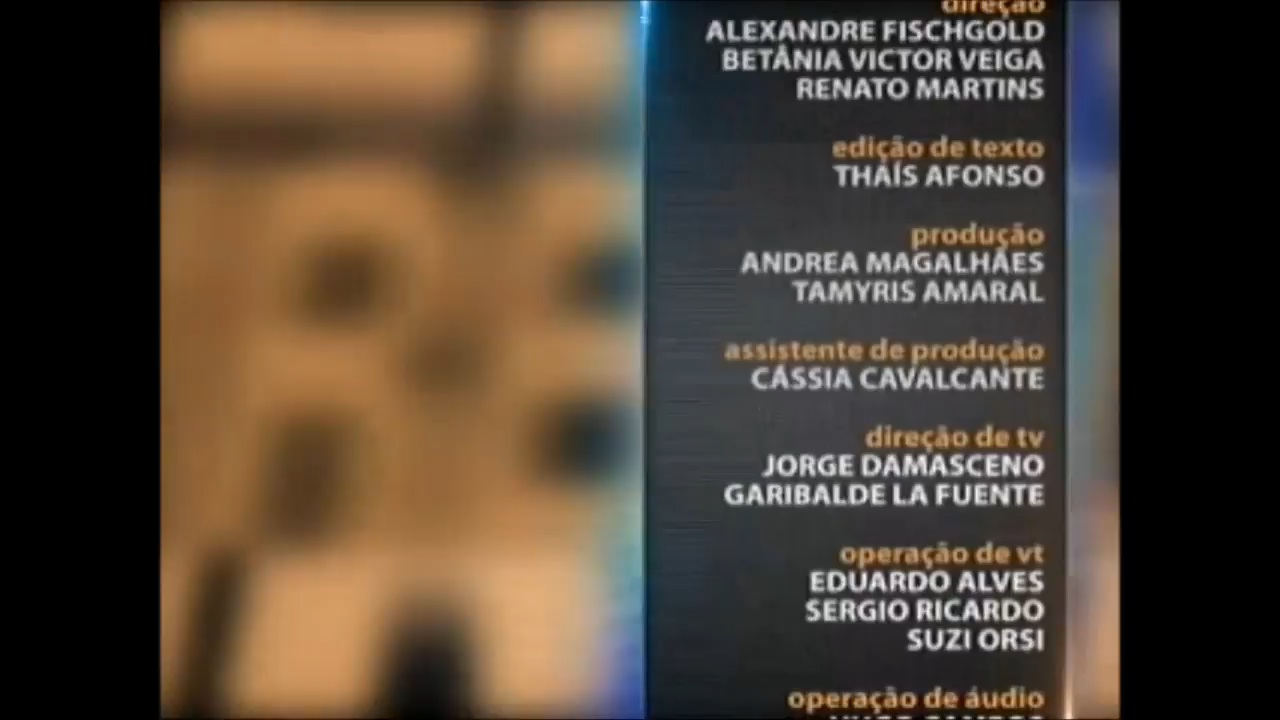 direção
ALEXANDRE FISCHGOLD
BETÂNIA VICTOR VEIGA
RENATO MARTINS
edição de texto
THAÍS AFONSO
produção
ANDREA MAGALHÃES
TAMYRIS AMARAL
assistente de produção
CÁSSIA CAVALCANTE
direção de tv
JORGE DAMASCENO
GARIBALDE LA FUENTE
operação de vt
EDUARDO ALVES
SERGIO RICARDO
SUZI ORSI
operação de áudio